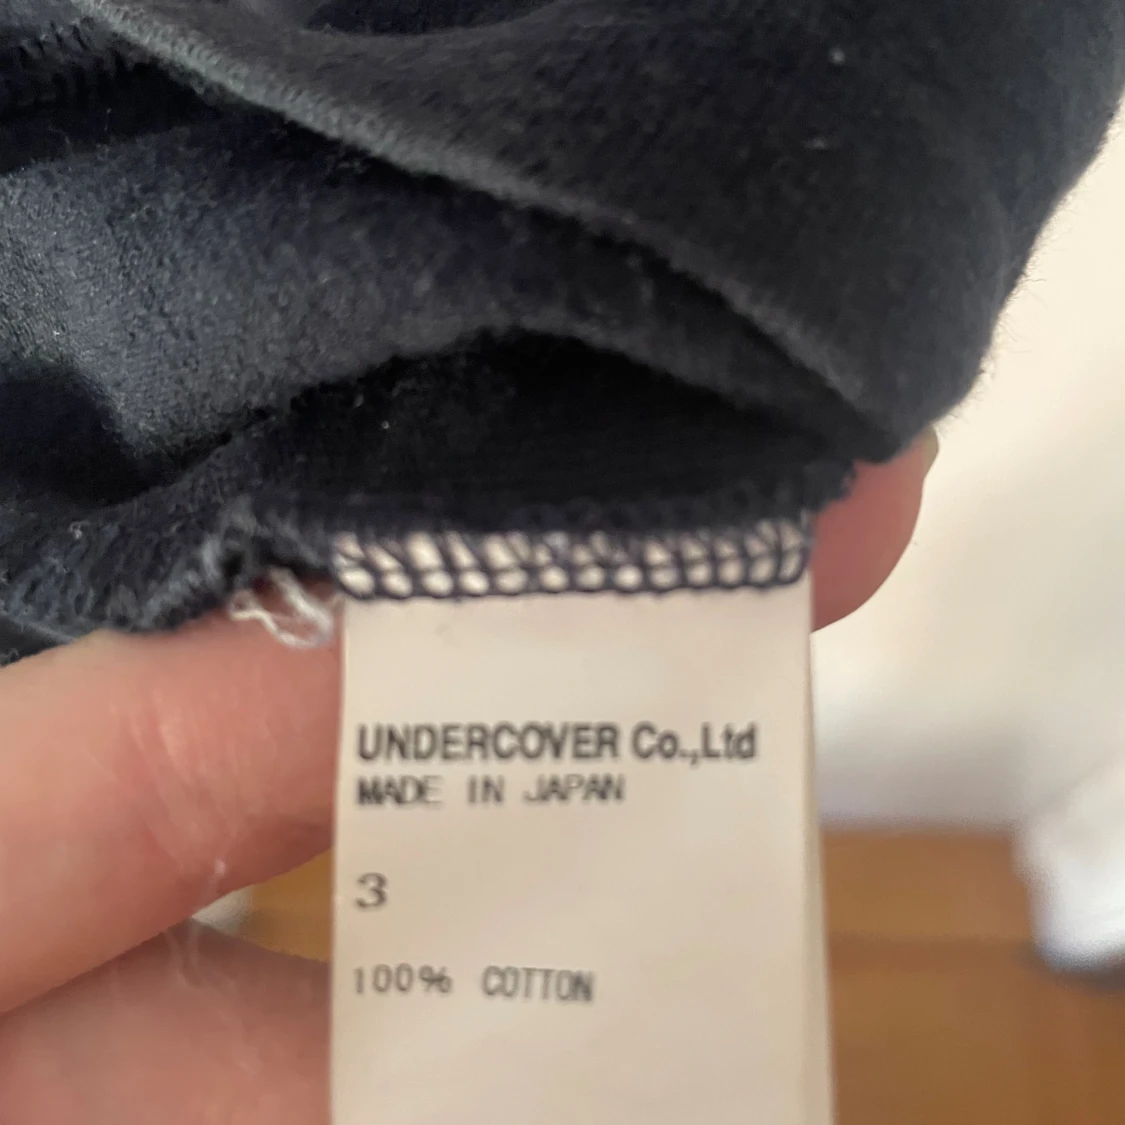 UNDERCOVER Co.,Ltd
MADE IN JAPAN
3
100% COTTON